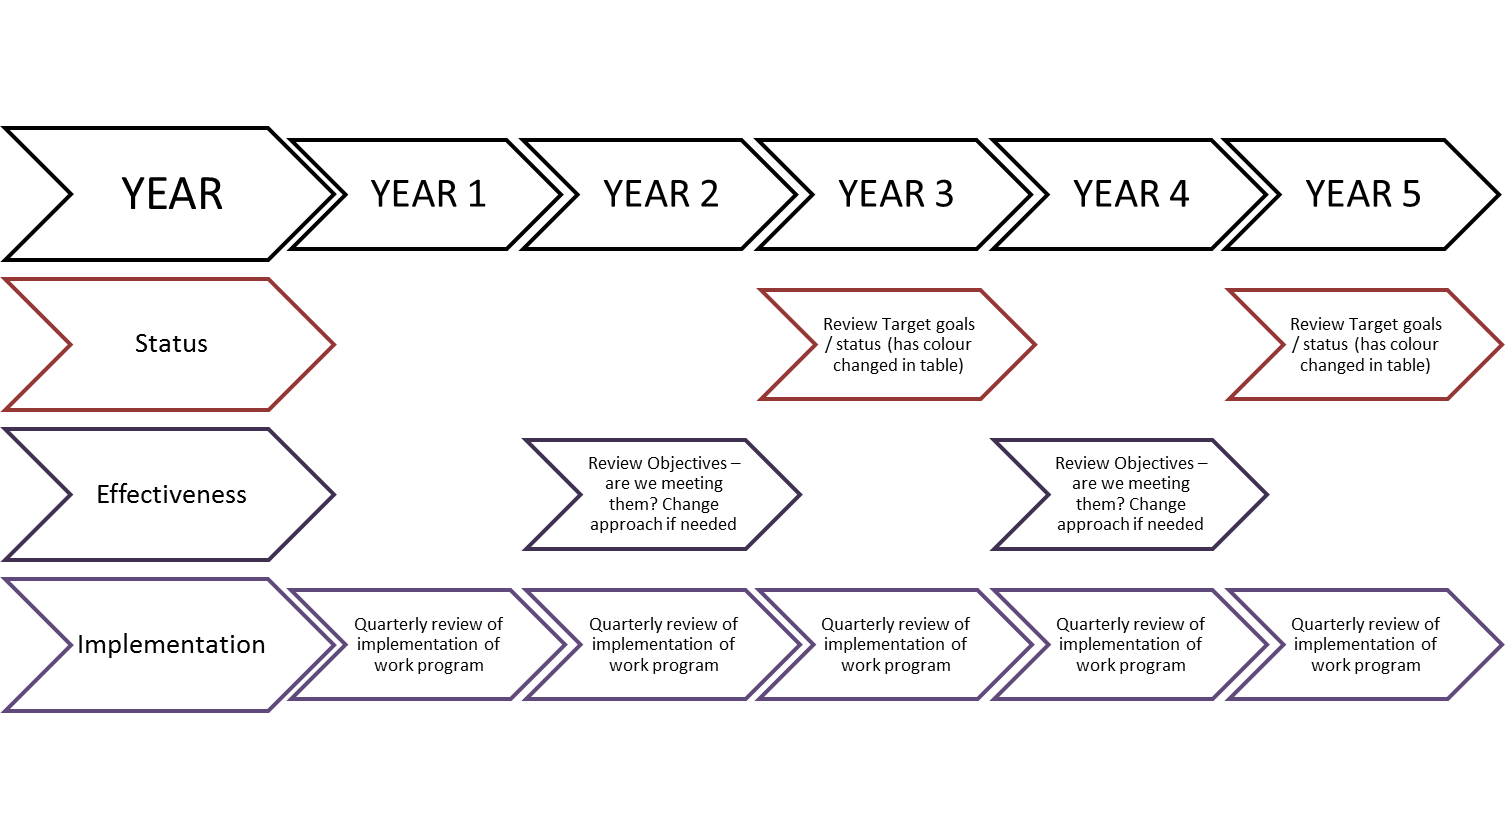 YEAR
YEAR 1
YEAR 2
YEAR 3
YEAR 4
YEAR 5
Status
Review Target goals
/ status (has colour
changed in table)
Review Target goals
/ status (has colour
changed in table)
Effectiveness
Review Objectives –
are we meeting
them? Change
approach if needed
Review Objectives –
are we meeting
them? Change
approach if needed
Implementation
Quarterly review of
implementation of
work program
Quarterly review of
implementation of
work program
Quarterly review of
implementation of
work program
Quarterly review of
implementation of
work program
Quarterly review of
implementation of
work program